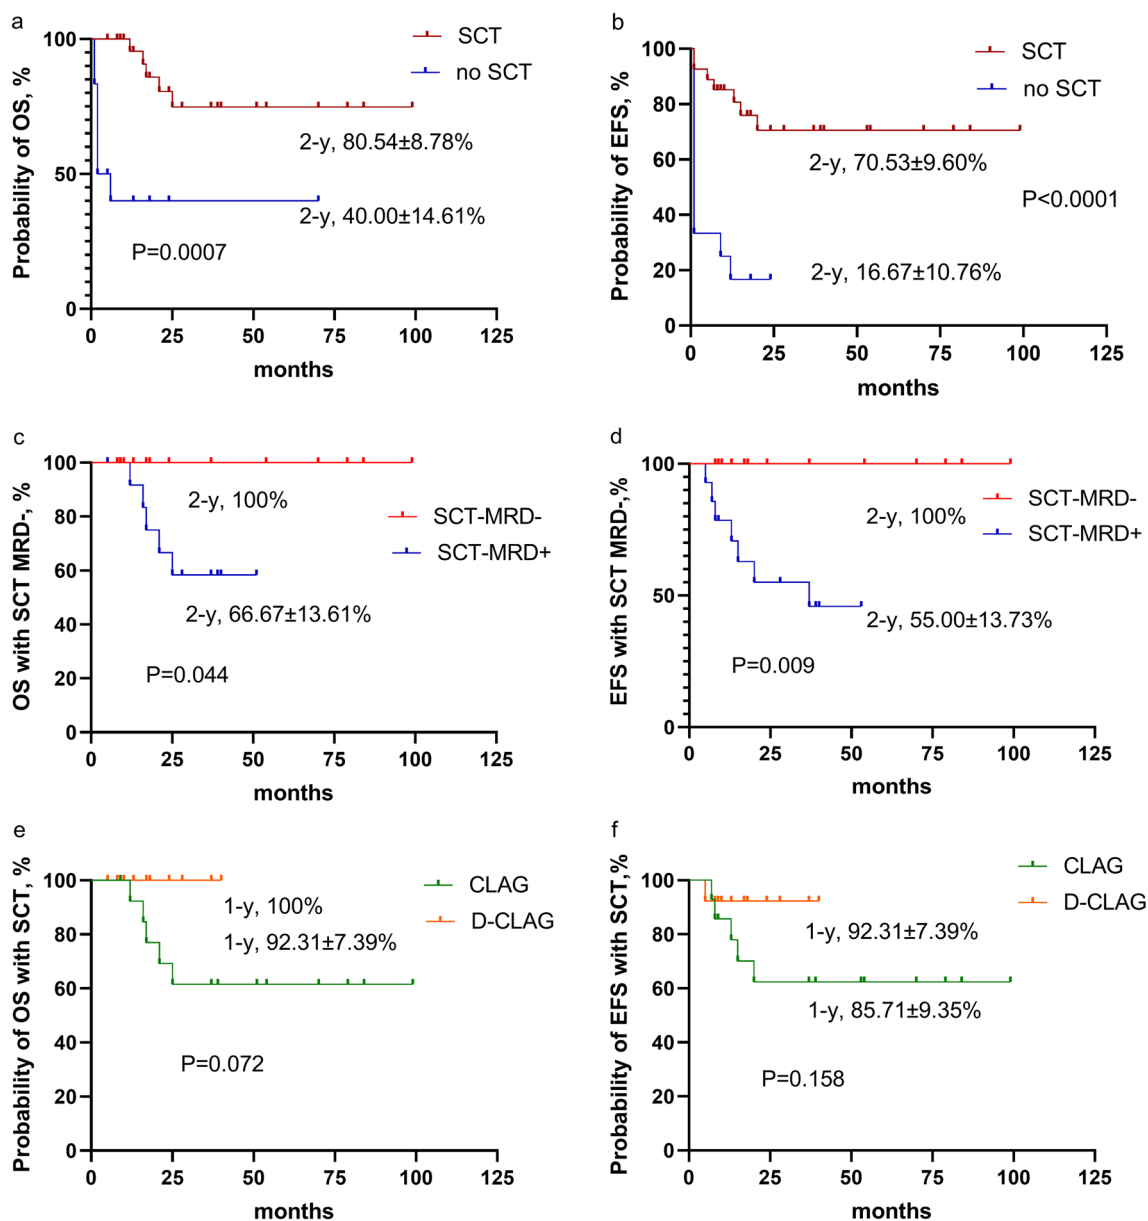 a
Probability of OS, %
100
50
0
0 25 50 75 100 125
months
SCT
no SCT
2-y, 80.54±8.78%
2-y, 40.00±14.61%
P=0.0007
b
Probability of EFS, %
100
80
60
40
20
0
0 25 50 75 100 125
months
SCT
no SCT
2-y, 70.53±9.60%
P<0.0001
2-y, 16.67±10.76%
c
OS with SCT MRD-, %
100
80
60
40
20
0
0 25 50 75 100 125
months
2-y, 100%
SCT-MRD-
SCT-MRD+
2-y, 66.67±13.61%
P=0.044
d
EFS with SCT MRD-,%
100
50
0
0 25 50 75 100 125
months
SCT-MRD-
2-y, 100%
SCT-MRD+
2-y, 55.00±13.73%
P=0.009
e
Probability of OS with SCT, %
100
80
60
40
20
0
0 25 50 75 100 125
months
CLAG
1-y, 100%
D-CLAG
1-y, 92.31±7.39%
P=0.072
f
Probability of EFS with SCT,%
100
80
60
40
20
0
0 25 50 75 100 125
months
CLAG
D-CLAG
1-y, 92.31±7.39%
1-y, 85.71±9.35%
P=0.158